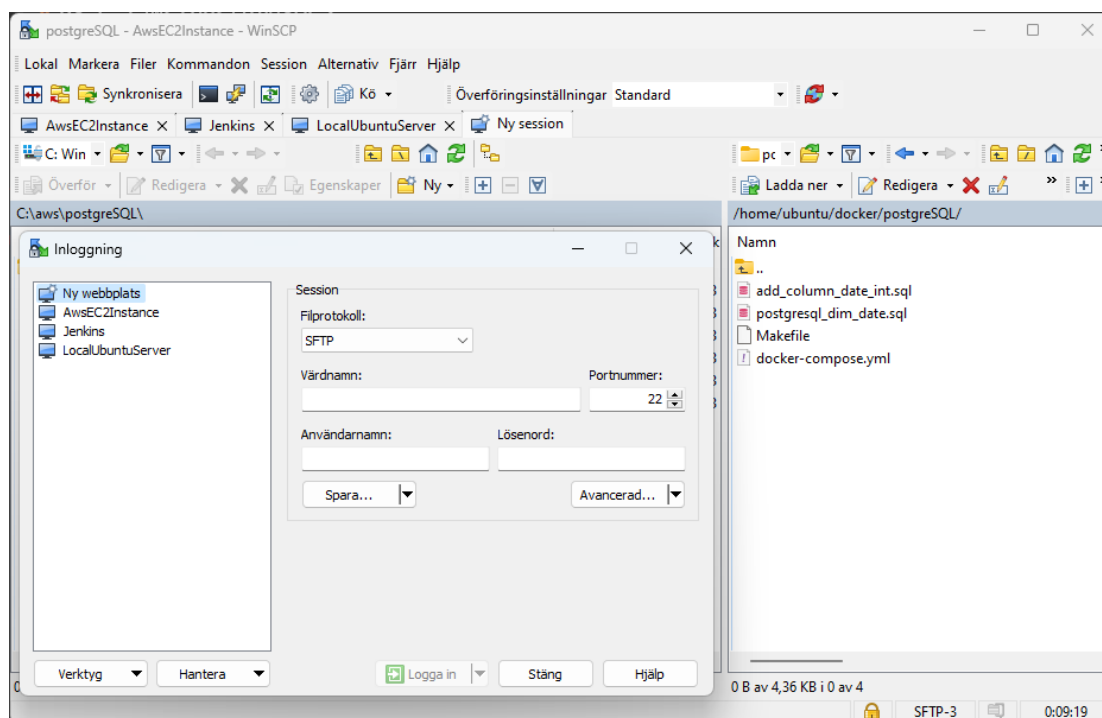 postgreSQL - AwsEC2Instance - WinSCP
Lokal Markera Filer Kommandon Session Alternativ Fjärr Hjälp
Synkronisera Kö Överföringsinställningar Standard
AwsEC2Instance Jenkins LocalUbuntuServer Ny session
C: Win
Överför Redigera Egenskaper Ny
Ladda ner Redigera »
C:\aws\postgreSQL\
/home/ubuntu/docker/postgreSQL/
Inloggning
Ny webbplats
AwsEC2Instance
Jenkins
LocalUbuntuServer
Session
Filprotokoll:
SFTP
Värdnamn:
Portnummer:
22
Användarnamn:
Lösenord:
Spara...
Avancerad...
Verktyg
Hantera
Logga in
Stäng
Hjälp
Namn
..
add_column_date_int.sql
postgresql_dim_date.sql
Makefile
docker-compose.yml
0 B av 4,36 KB i 0 av 4
SFTP-3
0:09:19